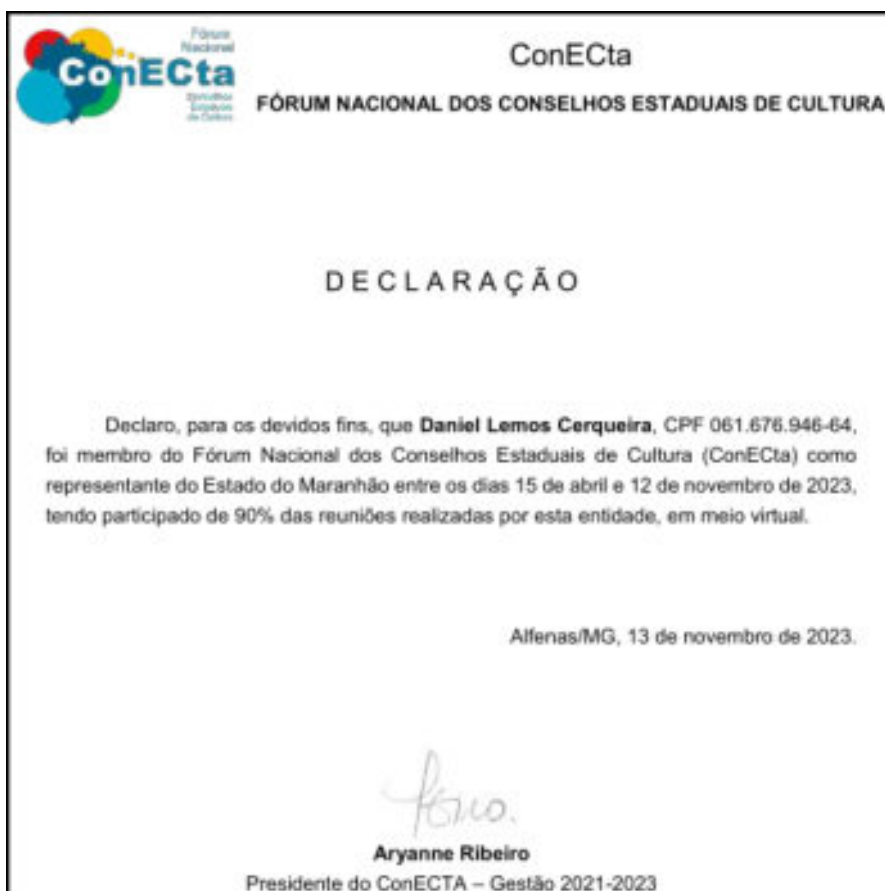 Fórum
Nacional
ConECta
Conselhos
Estaduais
de Cultura
ConECta
FÓRUM NACIONAL DOS CONSELHOS ESTADUAIS DE CULTURA
D E C L A R A Ç Ã O
Declaro, para os devidos fins, que Daniel Lemos Cerqueira, CPF 061.676.946-64,
foi membro do Fórum Nacional dos Conselhos Estaduais de Cultura (ConECta) como
representante do Estado do Maranhão entre os dias 15 de abril e 12 de novembro de 2023,
tendo participado de 90% das reuniões realizadas por esta entidade, em meio virtual.
Alfenas/MG, 13 de novembro de 2023.
Aryanne Ribeiro
Presidente do ConECTA – Gestão 2021-2023